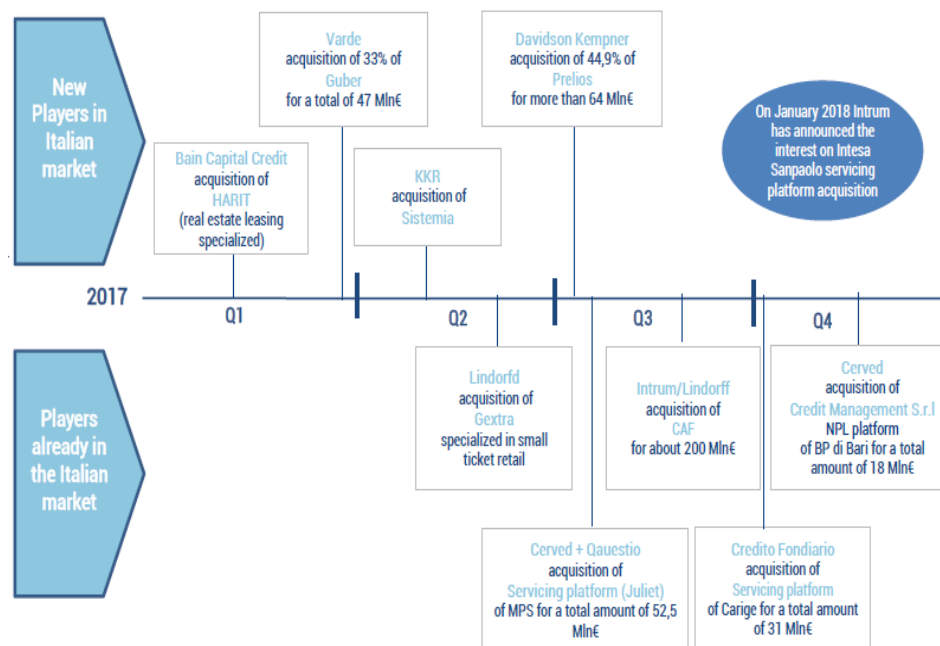 New
Players in
Italian
market
Varde
acquisition of 33% of
Guber
for a total of 47 Mln€
Davidson Kempner
acquisition of 44,9% of
Prelios
for more than 64 Mln€
On January 2018 Intrum
has announced the
interest on Intesa
Sanpaolo servicing
platform acquisition
Bain Capital Credit
acquisition of
HARIT
(real estate leasing
specialized)
KKR
acquisition of
Sistemia
2017
Q1
Q2
Q3
Q4
Players
already in
the Italian
market
Lindorfd
acquisition of
Gextra
specialized in small
ticket retail
Intrum/Lindorff
acquisition of
CAF
for about 200 Mln€
Cerved
acquisition of
Credit Management S.r.l
NPL platform
of BP di Bari for a total
amount of 18 Mln€
Cerved + Qauestio
acquisition of
Servicing platform (Juliet)
of MPS for a total amount of 52,5
Mln€
Credito Fondiario
acquisition of
Servicing platform
of Carige for a total amount
of 31 Mln€